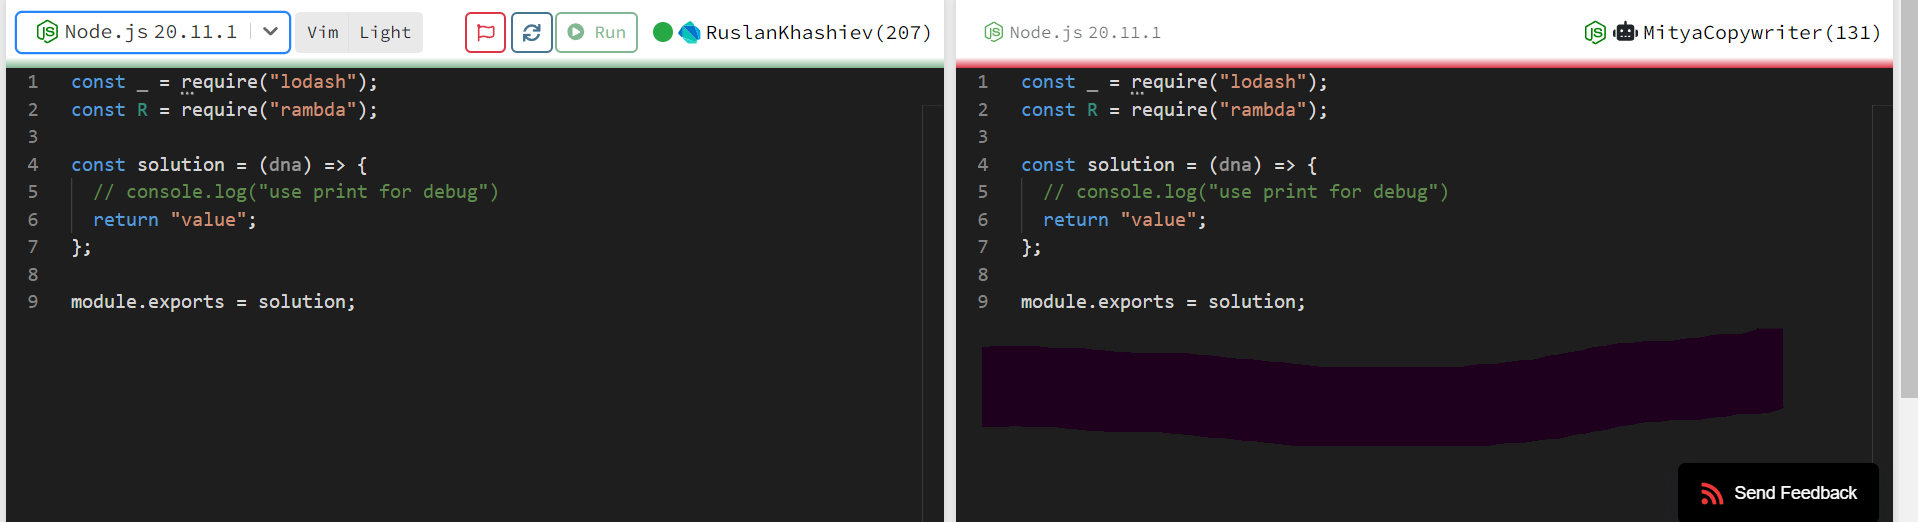 Node.js 20.11.1
Vim Light
Run
RuslanKhashiev(207)
1 const _ = require("lodash");
2 const R = require("rambda");
3
4 const solution = (dna) => {
5 // console.log("use print for debug")
6 return "value";
7 };
8
9 module.exports = solution;
Node.js 20.11.1
MityaCopywriter(131)
1 const _ = require("lodash");
2 const R = require("rambda");
3
4 const solution = (dna) => {
5 // console.log("use print for debug")
6 return "value";
7 };
8
9 module.exports = solution;
Send Feedback